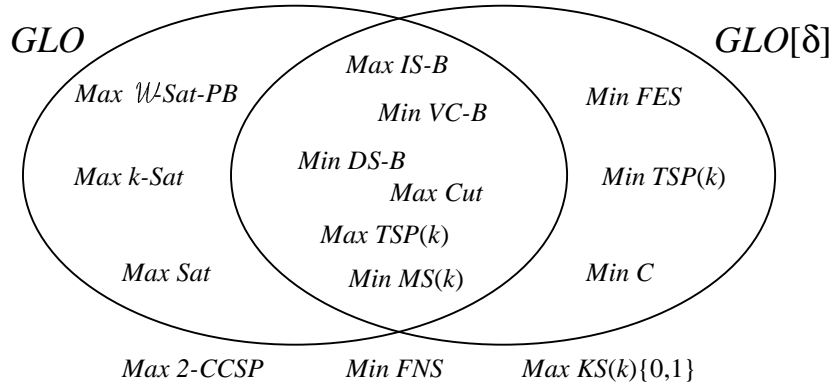 GLO
GLO[δ]
Max IS-B
Max W-Sat-PB
Min FES
Min VC-B
Min DS-B
Max k-Sat
Min TSP(k)
Max Cut
Max TSP(k)
Max Sat
Min MS(k)
Min C
Max 2-CCSP
Min FNS
Max KS(k){0,1}